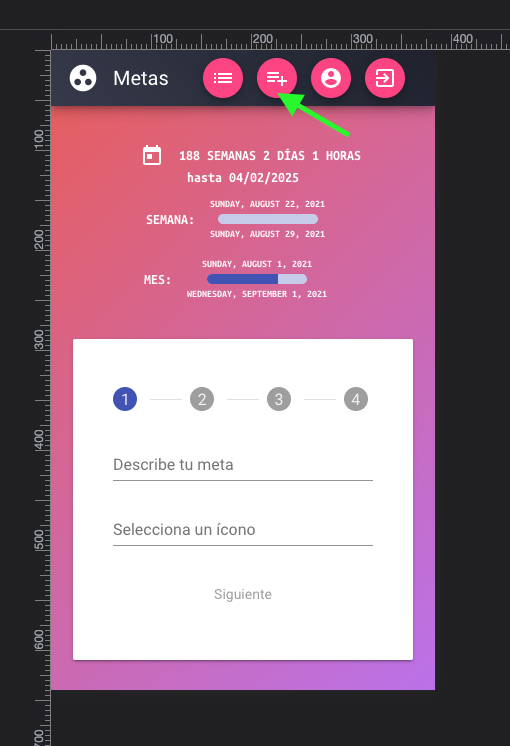 100 200 300 400
Metas
100
188 SEMANAS 2 DÍAS 1 HORAS
hasta 04/02/2025
SUNDAY, AUGUST 22, 2021
SEMANA:
200
SUNDAY, AUGUST 29, 2021
SUNDAY, AUGUST 1, 2021
MES:
WEDNESDAY, SEPTEMBER 1, 2021
300
1 2 3 4
400
Describe tu meta
500
Selecciona un ícono
Siguiente
600
700